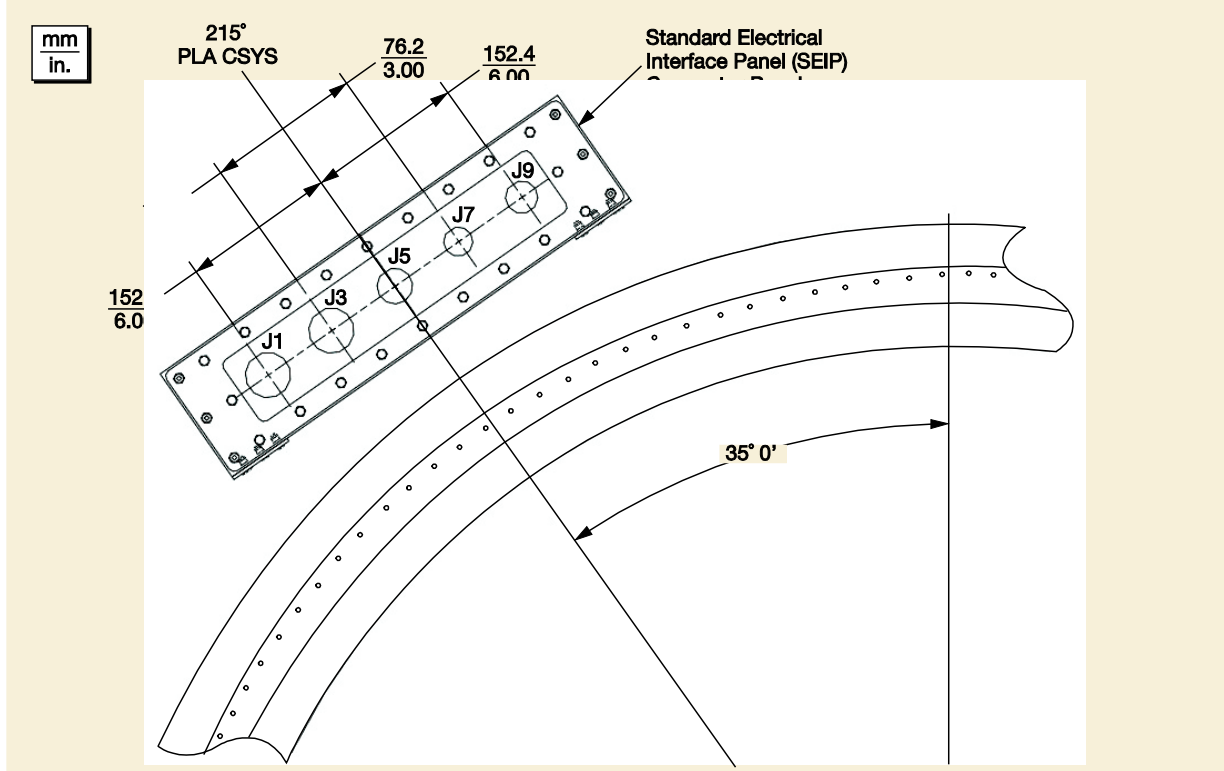 mm
in.
215°
PLA CSYS
76.2
3.00
152.4
6.00
Standard Electrical
Interface Panel (SEIP)
J9
J7
J5
J3
J1
152
6.0
35° 0’